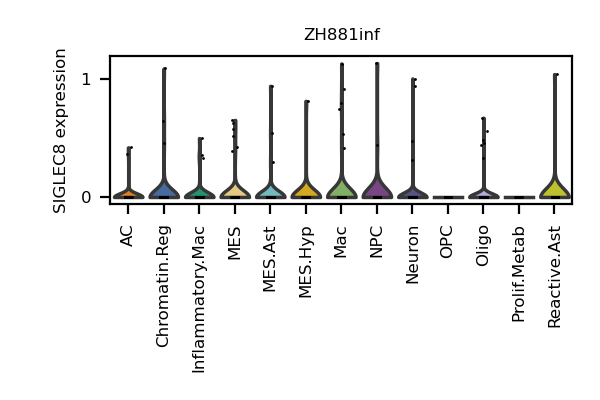 ZH881inf
SIGLEC8 expression
1
0
AC
Chromatin.Reg
Inflammatory.Mac
MES
MES.Ast
MES.Hyp
Mac
NPC
Neuron
OPC
Oligo
Prolif.Metab
Reactive.Ast